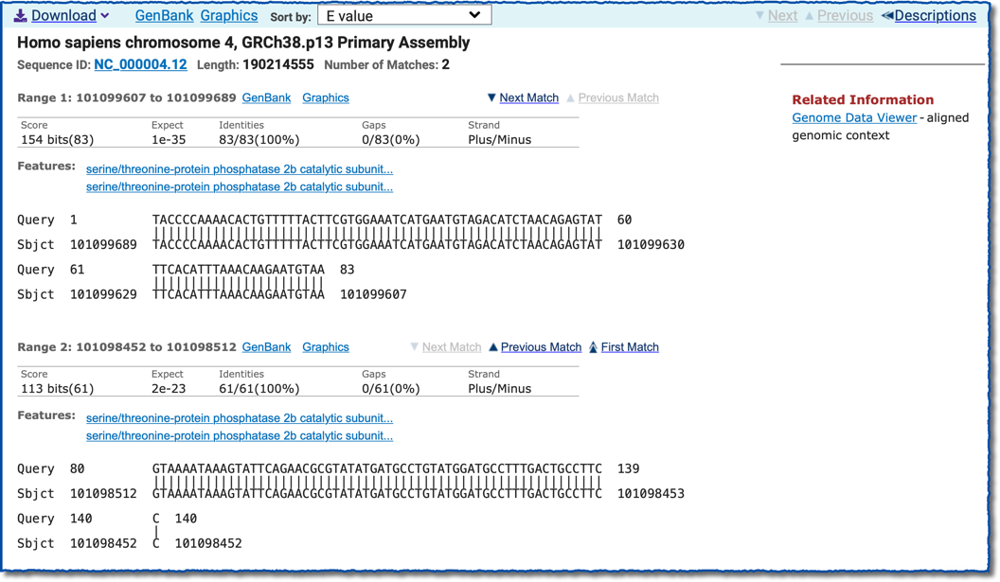 Download GenBank Graphics Sort by: E value Next Previous Descriptions
Homo sapiens chromosome 4, GRCh38.p13 Primary Assembly
Sequence ID: NC_000004.12 Length: 190214555 Number of Matches: 2
Range 1: 101099607 to 101099689 GenBank Graphics Next Match Previous Match
Score Expect Identities Gaps Strand
154 bits(83) 1e-35 83/83(100%) 0/83(0%) Plus/Minus
Features: serine/threonine-protein phosphatase 2b catalytic subunit...
serine/threonine-protein phosphatase 2b catalytic subunit...
Query 1 TACCCCAAAACACTGTTTTTACTTCGTGGAAATCATGAATGTAGACATCTAACAGAGTAT 60
Sbjct 101099689 TACCCCAAAACACTGTTTTTACTTCGTGGAAATCATGAATGTAGACATCTAACAGAGTAT 101099630
Query 61 TTCACATTTAAACAAGAATGTAA 83
Sbjct 101099629 TTCACATTTAAACAAGAATGTAA 101099607
Range 2: 101098452 to 101098512 GenBank Graphics Next Match Previous Match First Match
Score Expect Identities Gaps Strand
113 bits(61) 2e-23 61/61(100%) 0/61(0%) Plus/Minus
Features: serine/threonine-protein phosphatase 2b catalytic subunit...
serine/threonine-protein phosphatase 2b catalytic subunit...
Query 80 GTAAAATAAAGTATTCAGAACGCGTATATGATGCCTGTATGGATGCCTTTGACTGCCTTC 139
Sbjct 101098512 GTAAAATAAAGTATTCAGAACGCGTATATGATGCCTGTATGGATGCCTTTGACTGCCTTC 101098453
Query 140 C 140
Sbjct 101098452 C 101098452
Related Information
Genome Data Viewer - aligned
genomic context